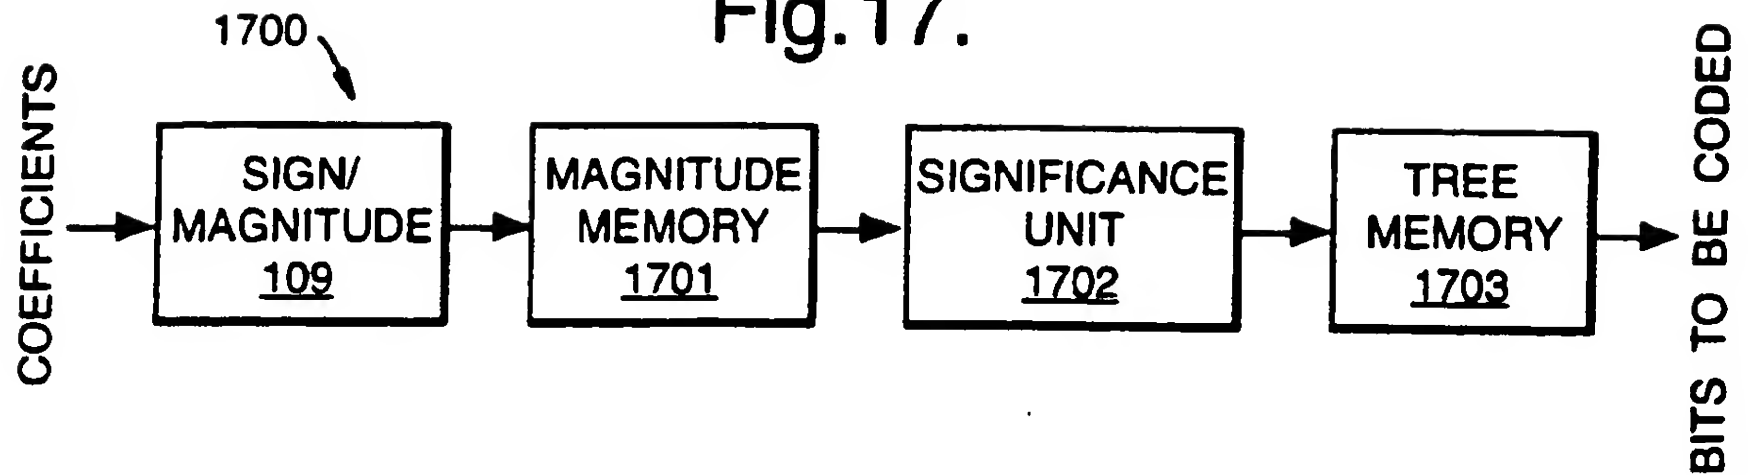 Fig.17.
1700
COEFFICIENTS
SIGN/
MAGNITUDE
109
MAGNITUDE
MEMORY
1701
SIGNIFICANCE
UNIT
1702
TREE
MEMORY
1703
BITS TO BE CODED